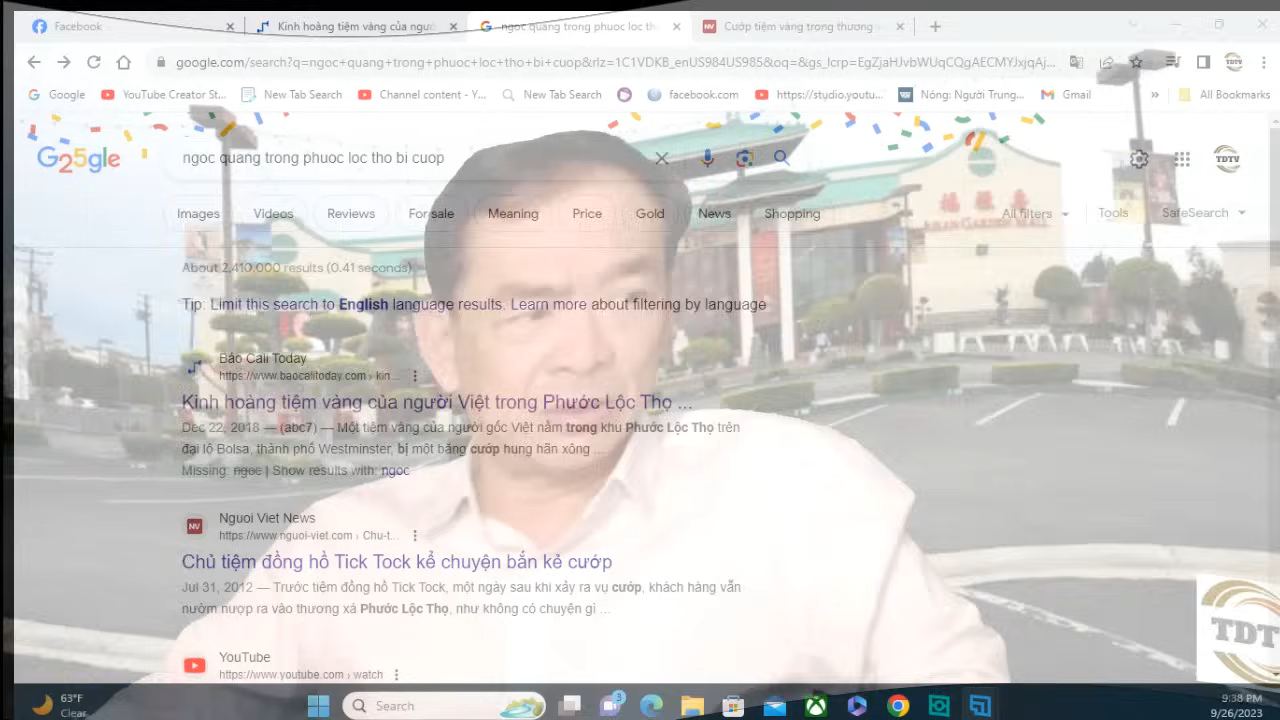 Facebook
Kinh hoàng tiệm vàng của ngườ
ngoc quang trong phuoc loc tho
Cướp tiệm vàng trong thương
google.com/search?q=ngoc+quang+trong+phuoc+loc+tho+bi+cuop&rlz=1C1VDKB_enUS984US985&oq=&gs_lcrp=EgZjaHJvbWUqCQgAECMYJxjqAj...
Google
YouTube Creator St...
New Tab Search
Channel content - Y...
New Tab Search
facebook.com
https://studio.youtu...
Nóng: Người Trung...
Gmail
»
All Bookmarks
G25gle
ngoc quang trong phuoc loc tho bi cuop
TDTV
Images Videos Reviews For sale Meaning Price Gold News Shopping All filters Tools SafeSearch
About 2,410,000 results (0.41 seconds)
Tip: Limit this search to English language results. Learn more about filtering by language
Báo Cali Today
https://www.baocalitoday.com › kin...
Kinh hoàng tiệm vàng của người Việt trong Phước Lộc Thọ ...
Dec 22, 2018 — (abc7) — Một tiệm vàng của người gốc Việt nằm trong khu Phước Lộc Thọ trên
đại lộ Bolsa, thành phố Westminster, bị một băng cướp hung hãn xông ...
Missing: ngoc | Show results with: ngoc
Nguoi Viet News
https://www.nguoi-viet.com › Chu-t...
Chủ tiệm đồng hồ Tick Tock kể chuyện bắn kẻ cướp
Jul 31, 2012 — Trước tiệm đồng hồ Tick Tock, một ngày sau khi xảy ra vụ cướp, khách hàng vẫn
nườm nượp ra vào thương xá Phước Lộc Thọ, như không có chuyện gì ...
YouTube
https://www.youtube.com › watch
TDTV
63°F
Clear
Search
3
9:38 PM
9/26/2023